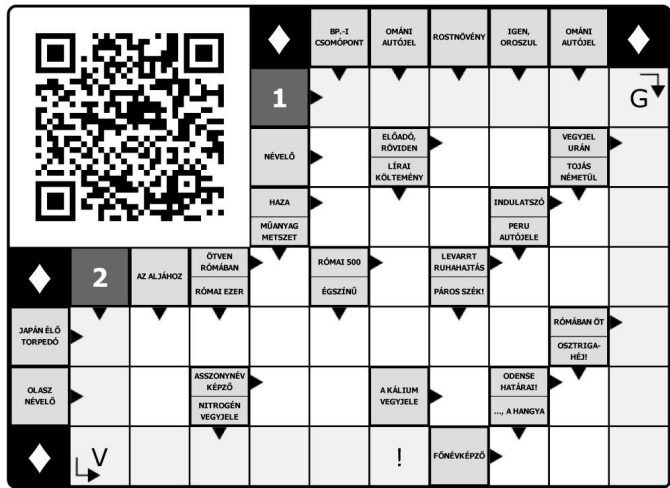 BP.-I
CSOMÓPONT
OMÁNI
AUTÓJEL
ROSTNÖVÉNY
IGEN,
OROSZUL
OMÁNI
AUTÓJEL
1
G
NÉVELŐ
ELŐADÓ,
RÖVIDEN
LÍRAI
KÖLTEMÉNY
VEGYJEL
URÁN
TOJÁS
NÉMETÜL
HAZA
MŰANYAG
METSZET
INDULATSZÓ
PERU
AUTÓJELE
2
AZ ALJÁHOZ
ÖTVEN
RÓMÁBAN
RÓMAI EZER
RÓMAI 500
ÉGSZÍNŰ
LEVARRT
RUHAHAJTÁS
PÁROS SZÉK!
JAPÁN ÉLŐ
TORPEDÓ
RÓMÁBAN ÖT
OSZTRIGA-
HÉJ!
OLASZ
NÉVELŐ
ASSZONYNÉV
KÉPZŐ
NITROGÉN
VEGYJELE
A KÁLIUM
VEGYJELE
ODENSE
HATÁRAI!
..., A HANGYA
V
!
FŐNÉVKÉPZŐ